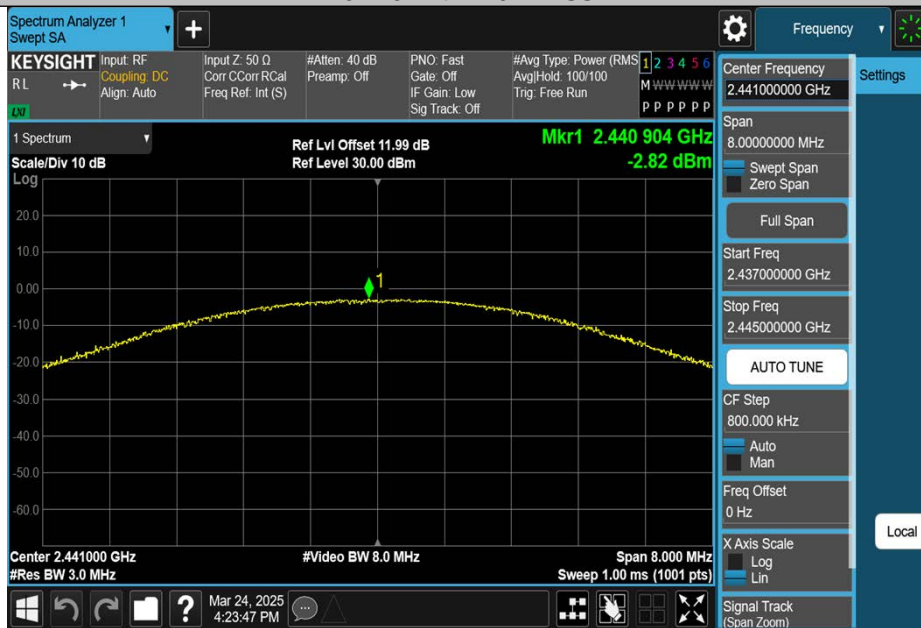 Spectrum Analyzer 1
Swept SA
Frequency
KEYSIGHT
RL
LXI
Input: RF
Coupling: DC
Align: Auto
Input Z: 50 Ω
Corr CCorr RCal
Freq Ref: Int (S)
#Atten: 40 dB
Preamp: Off
PNO: Fast
Gate: Off
IF Gain: Low
Sig Track: Off
#Avg Type: Power (RMS
Avg|Hold: 100/100
Trig: Free Run
1 2 3 4 5 6
M W W W W W
P P P P P P
Center Frequency
2.441000000 GHz
Settings
Span
8.00000000 MHz
Swept Span
Zero Span
Full Span
Start Freq
2.437000000 GHz
Stop Freq
2.445000000 GHz
AUTO TUNE
CF Step
800.000 kHz
Auto
Man
Freq Offset
0 Hz
X Axis Scale
Log
Lin
Signal Track
(Span Zoom)
Local
1 Spectrum
Scale/Div 10 dB
Ref Lvl Offset 11.99 dB
Ref Level 30.00 dBm
Mkr1 2.440 904 GHz
-2.82 dBm
Log
20.0
10.0
0.00
-10.0
-20.0
-30.0
-40.0
-50.0
-60.0
1
Center 2.441000 GHz
#Res BW 3.0 MHz
#Video BW 8.0 MHz
Span 8.000 MHz
Sweep 1.00 ms (1001 pts)
Mar 24, 2025
4:23:47 PM